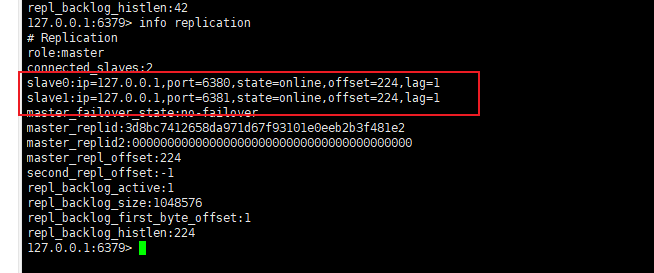 repl_backlog_histlen:42
127.0.0.1:6379> info replication
# Replication
role:master
connected_slaves:2
slave0:ip=127.0.0.1,port=6380,state=online,offset=224,lag=1
slave1:ip=127.0.0.1,port=6381,state=online,offset=224,lag=1
master_failover_state:no-failover
master_replid:3d8bc7412658da971d67f93101e0eeb2b3f481e2
master_replid2:0000000000000000000000000000000000000000
master_repl_offset:224
second_repl_offset:-1
repl_backlog_active:1
repl_backlog_size:1048576
repl_backlog_first_byte_offset:1
repl_backlog_histlen:224
127.0.0.1:6379>